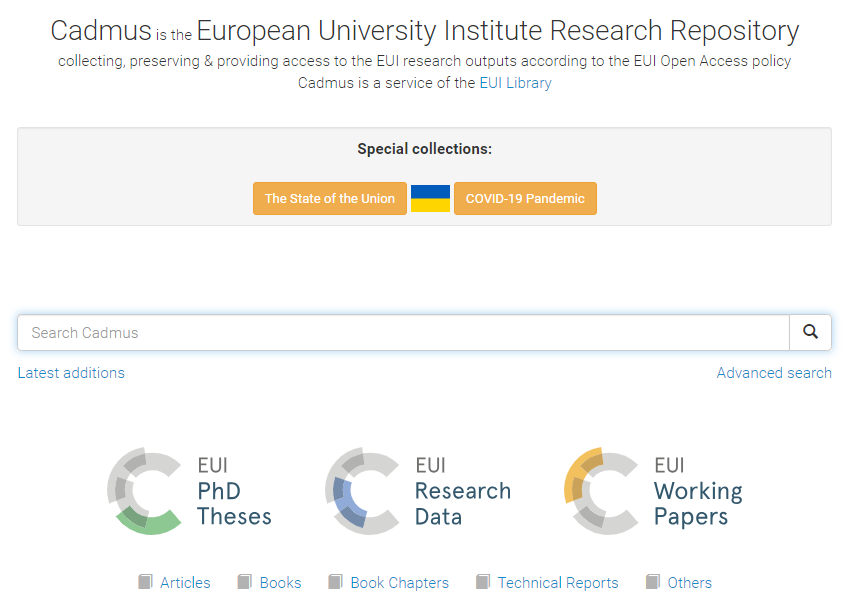 Cadmus is the European University Institute Research Repository
collecting, preserving & providing access to the EUI research outputs according to the EUI Open Access policy
Cadmus is a service of the EUI Library
Special collections:
The State of the Union COVID-19 Pandemic
Search Cadmus
Latest additions Advanced search
EUI
PhD
Theses
EUI
Research
Data
EUI
Working
Papers
Articles Books Book Chapters Technical Reports Others